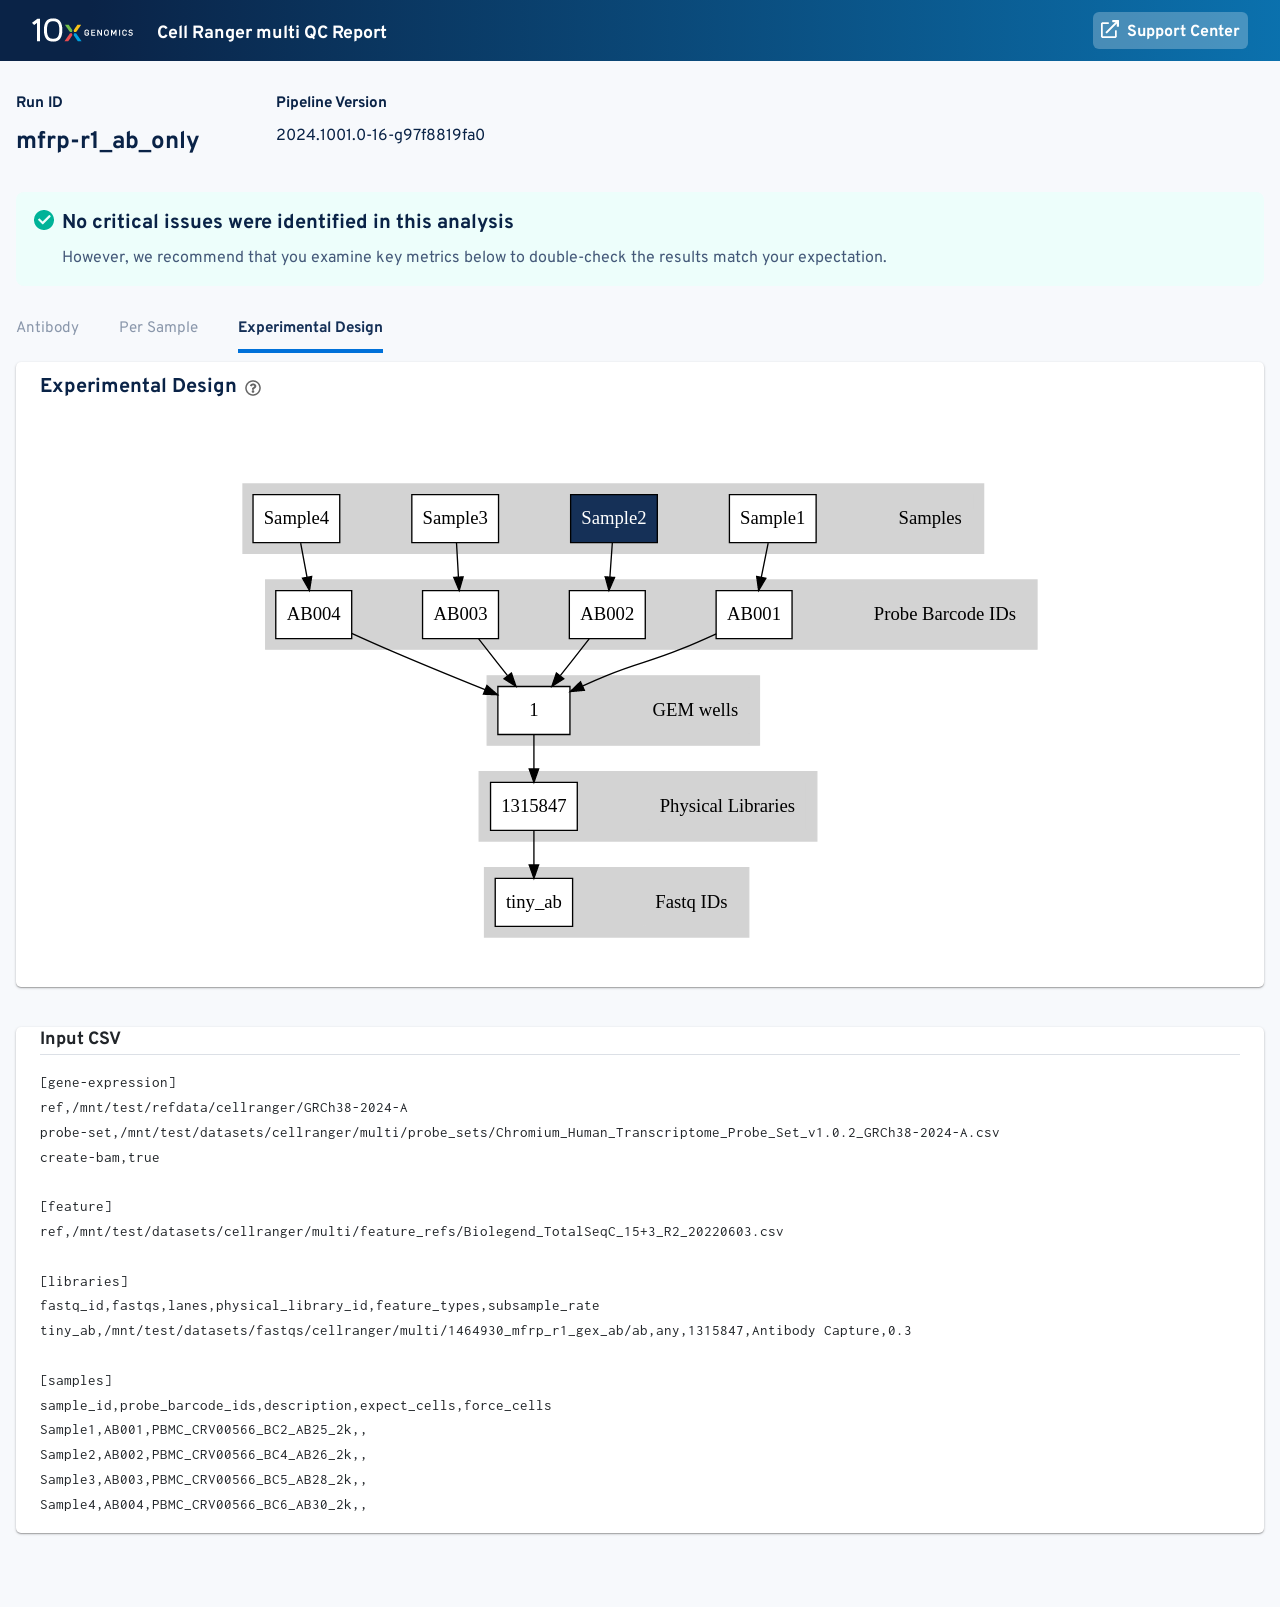 10X GENOMICS Cell Ranger multi QC Report Support Center
Run ID Pipeline Version
mfrp-r1_ab_only 2024.1001.0-16-g97f8819fa0
No critical issues were identified in this analysis
However, we recommend that you examine key metrics below to double-check the results match your expectation.
Antibody Per Sample Experimental Design
Experimental Design ?
Sample4 Sample3 Sample2 Sample1 Samples
AB004 AB003 AB002 AB001 Probe Barcode IDs
1 GEM wells
1315847 Physical Libraries
tiny_ab Fastq IDs
Input CSV
[gene-expression]
ref,/mnt/test/refdata/cellranger/GRCh38-2024-A
probe-set,/mnt/test/datasets/cellranger/multi/probe_sets/Chromium_Human_Transcriptome_Probe_Set_v1.0.2_GRCh38-2024-A.csv
create-bam,true
[feature]
ref,/mnt/test/datasets/cellranger/multi/feature_refs/Biolegend_TotalSeqC_15+3_R2_20220603.csv
[libraries]
fastq_id,fastqs,lanes,physical_library_id,feature_types,subsample_rate
tiny_ab,/mnt/test/datasets/fastqs/cellranger/multi/1464930_mfrp_r1_gex_ab/ab,any,1315847,Antibody Capture,0.3
[samples]
sample_id,probe_barcode_ids,description,expect_cells,force_cells
Sample1,AB001,PBMC_CRV00566_BC2_AB25_2k,,
Sample2,AB002,PBMC_CRV00566_BC4_AB26_2k,,
Sample3,AB003,PBMC_CRV00566_BC5_AB28_2k,,
Sample4,AB004,PBMC_CRV00566_BC6_AB30_2k,,